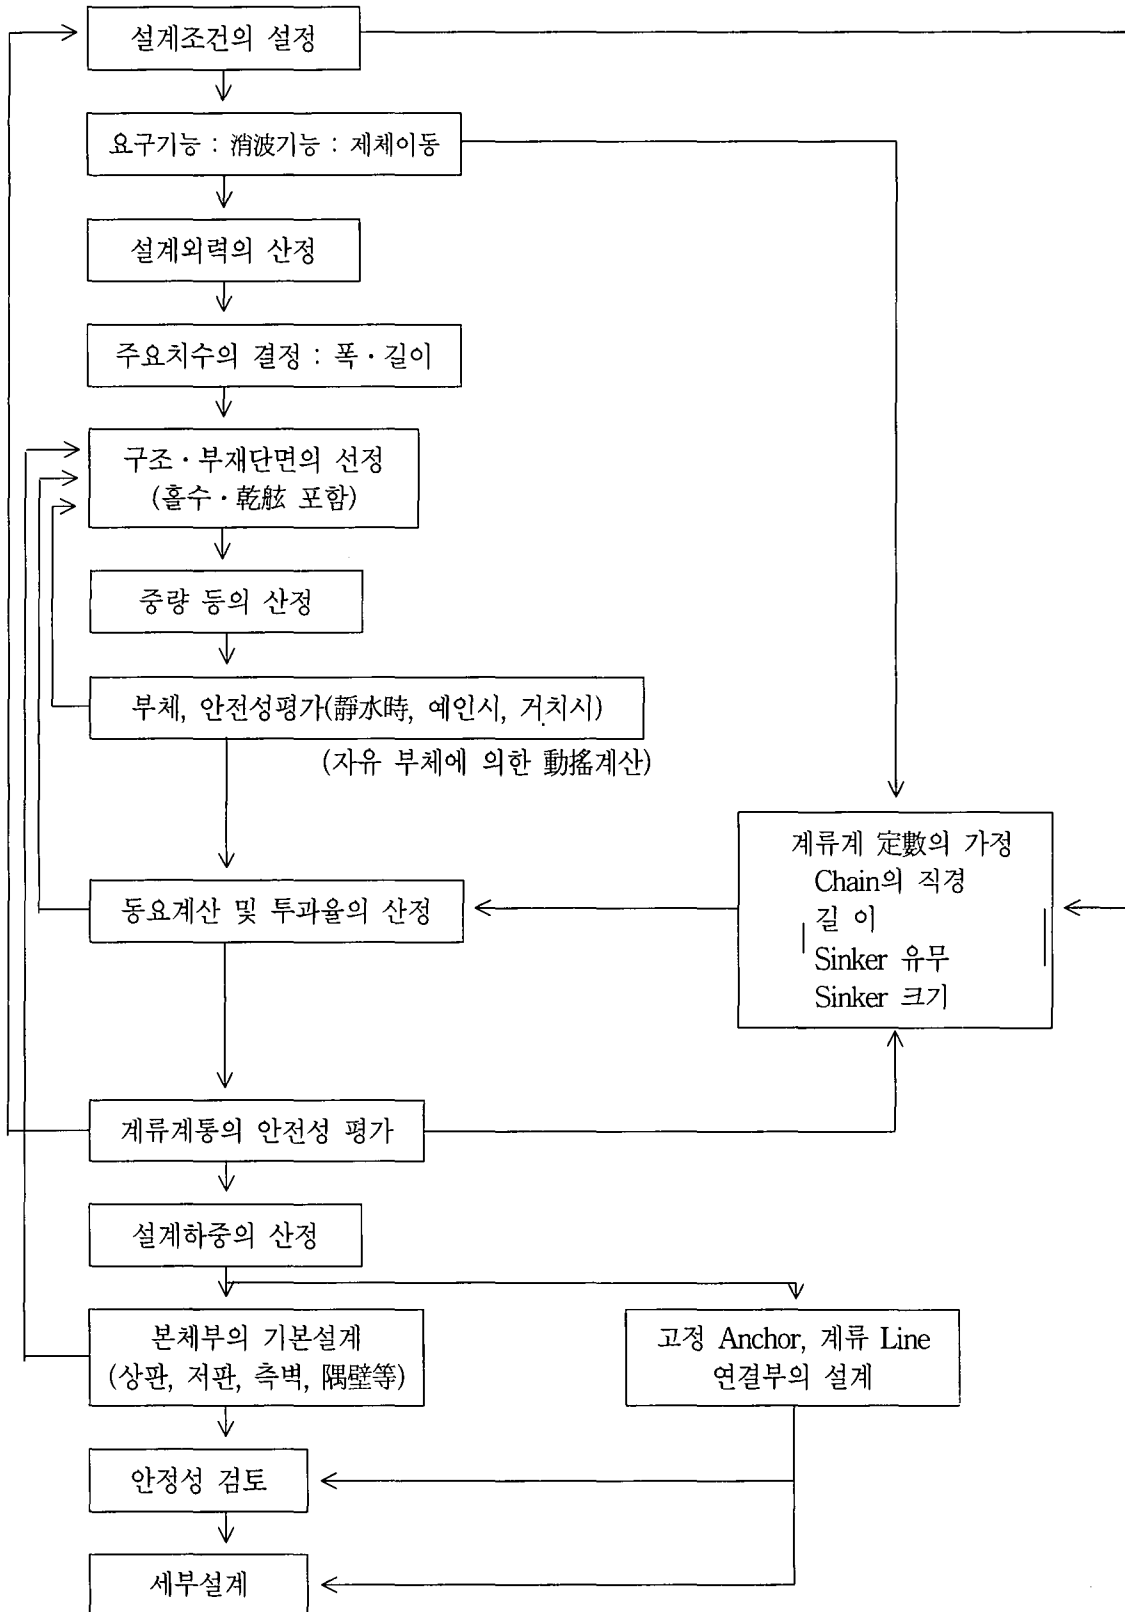 설계조건의 설정
요구기능 : 消波기능 : 제체이동
설계외력의 산정
주요치수의 결정 : 폭 · 길이
구조 · 부재단면의 선정
(홀수 · 乾舷 포함)
중량 등의 산정
부체, 안전성평가(靜水時, 예인시, 거치시)
(자유 부체에 의한 動搖계산)
계류계 定數의 가정
Chain의 직경
길 이
Sinker 유무
Sinker 크기
동요계산 및 투과율의 산정
계류계통의 안전성 평가
설계하중의 산정
본체부의 기본설계
(상판, 저판, 측벽, 隅壁等)
고정 Anchor, 계류 Line
연결부의 설계
안정성 검토
세부설계